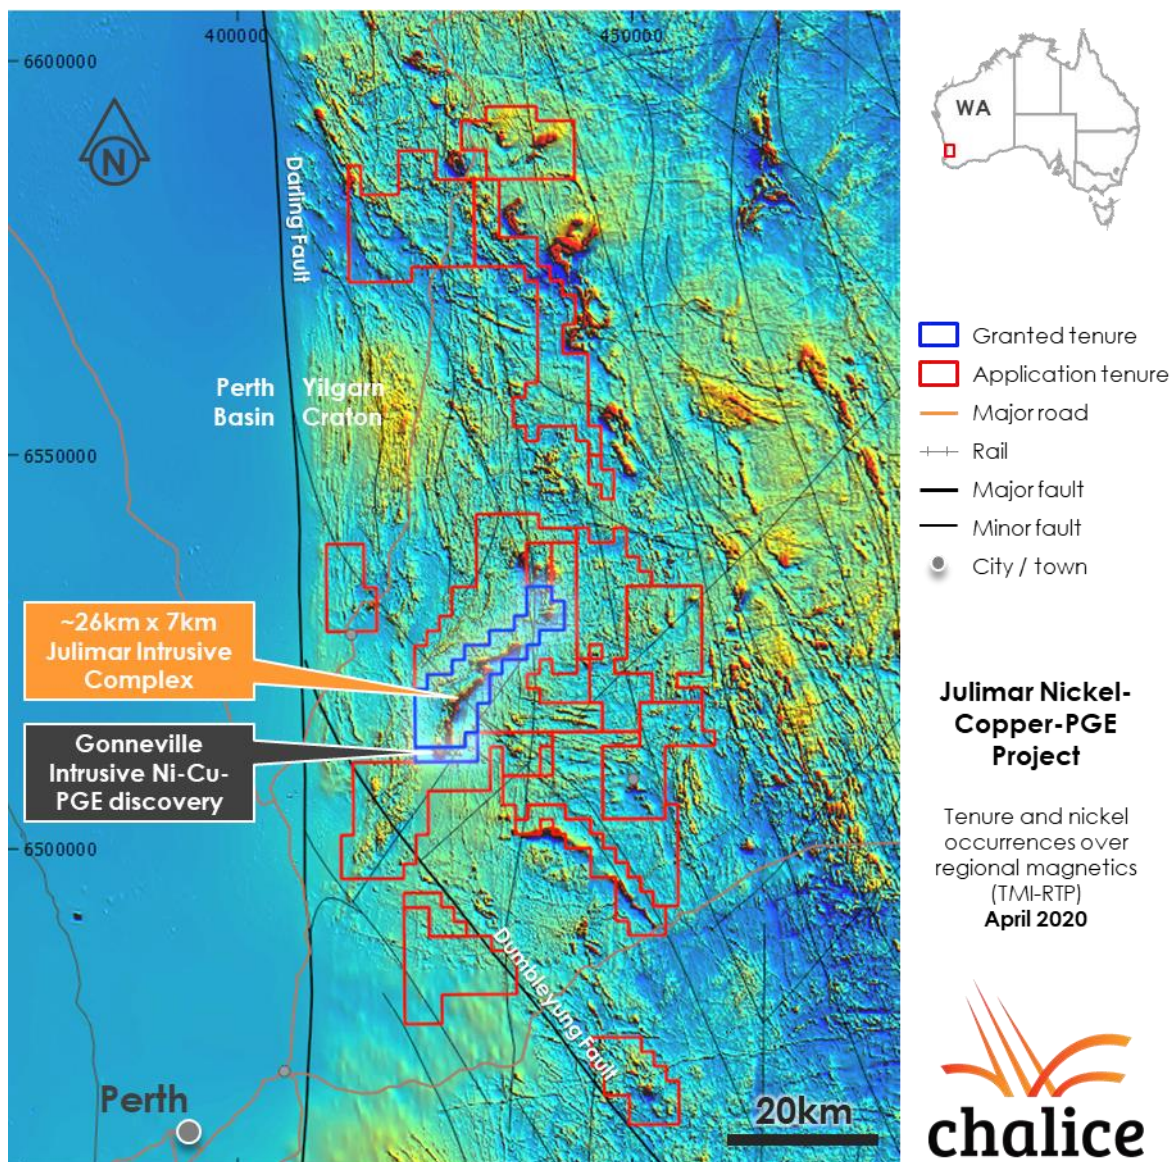 400000
450000
6600000
N
Darling Fault
Perth Basin
Yilgarn Craton
6550000
~26km x 7km
Julimar Intrusive
Complex
Gonneville
Intrusive Ni-Cu-
PGE discovery
6500000
Dumbleyung Fault
Perth
20km
WA
Granted tenure
Application tenure
Major road
Rail
Major fault
Minor fault
City / town
Julimar Nickel-
Copper-PGE
Project
Tenure and nickel
occurrences over
regional magnetics
(TMI-RTP)
April 2020
chalice